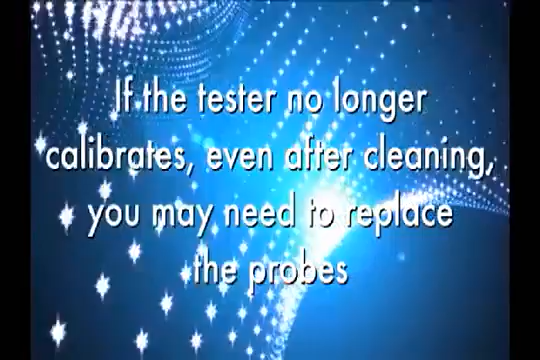 If the tester no longer
calibrates, even after cleaning,
you may need to replace
the probes